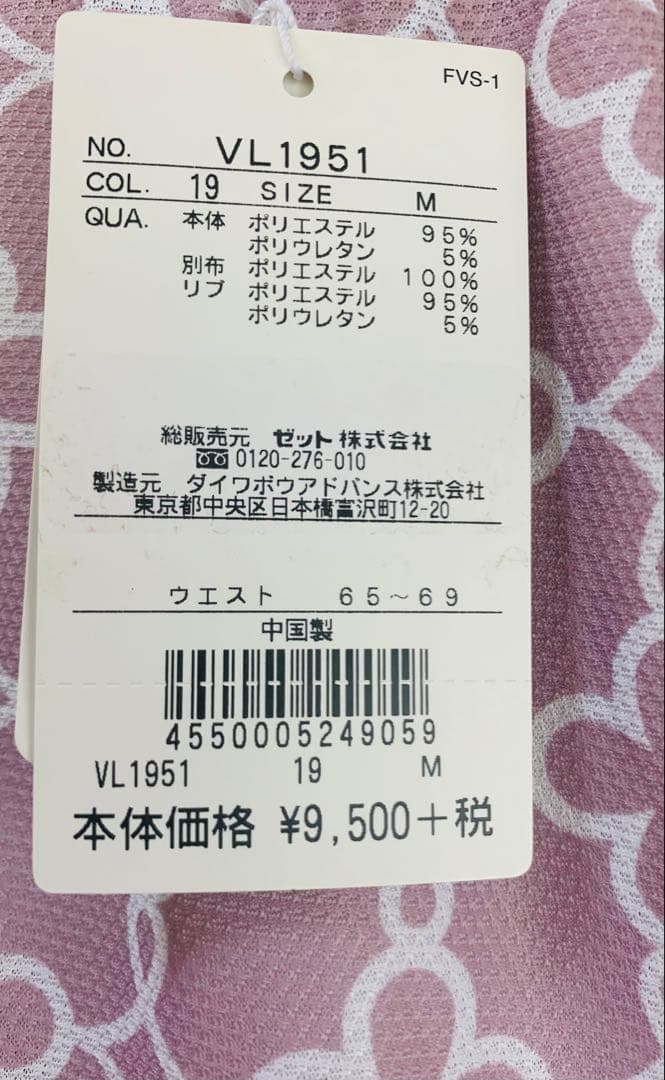 FVS-1
NO. VL1951
COL. 19 SIZE M
QUA. 本体 ポリエステル 95%
ポリウレタン 5%
別布 ポリエステル 100%
リブ ポリエステル 95%
ポリウレタン 5%
総販売元 ゼット株式会社
0120-276-010
製造元 ダイワボウアドバンス株式会社
東京都中央区日本橋富沢町12-20
ウエスト 65~69
中国製
4550005249059
VL1951 19 M
本体価格 ¥9,500+税